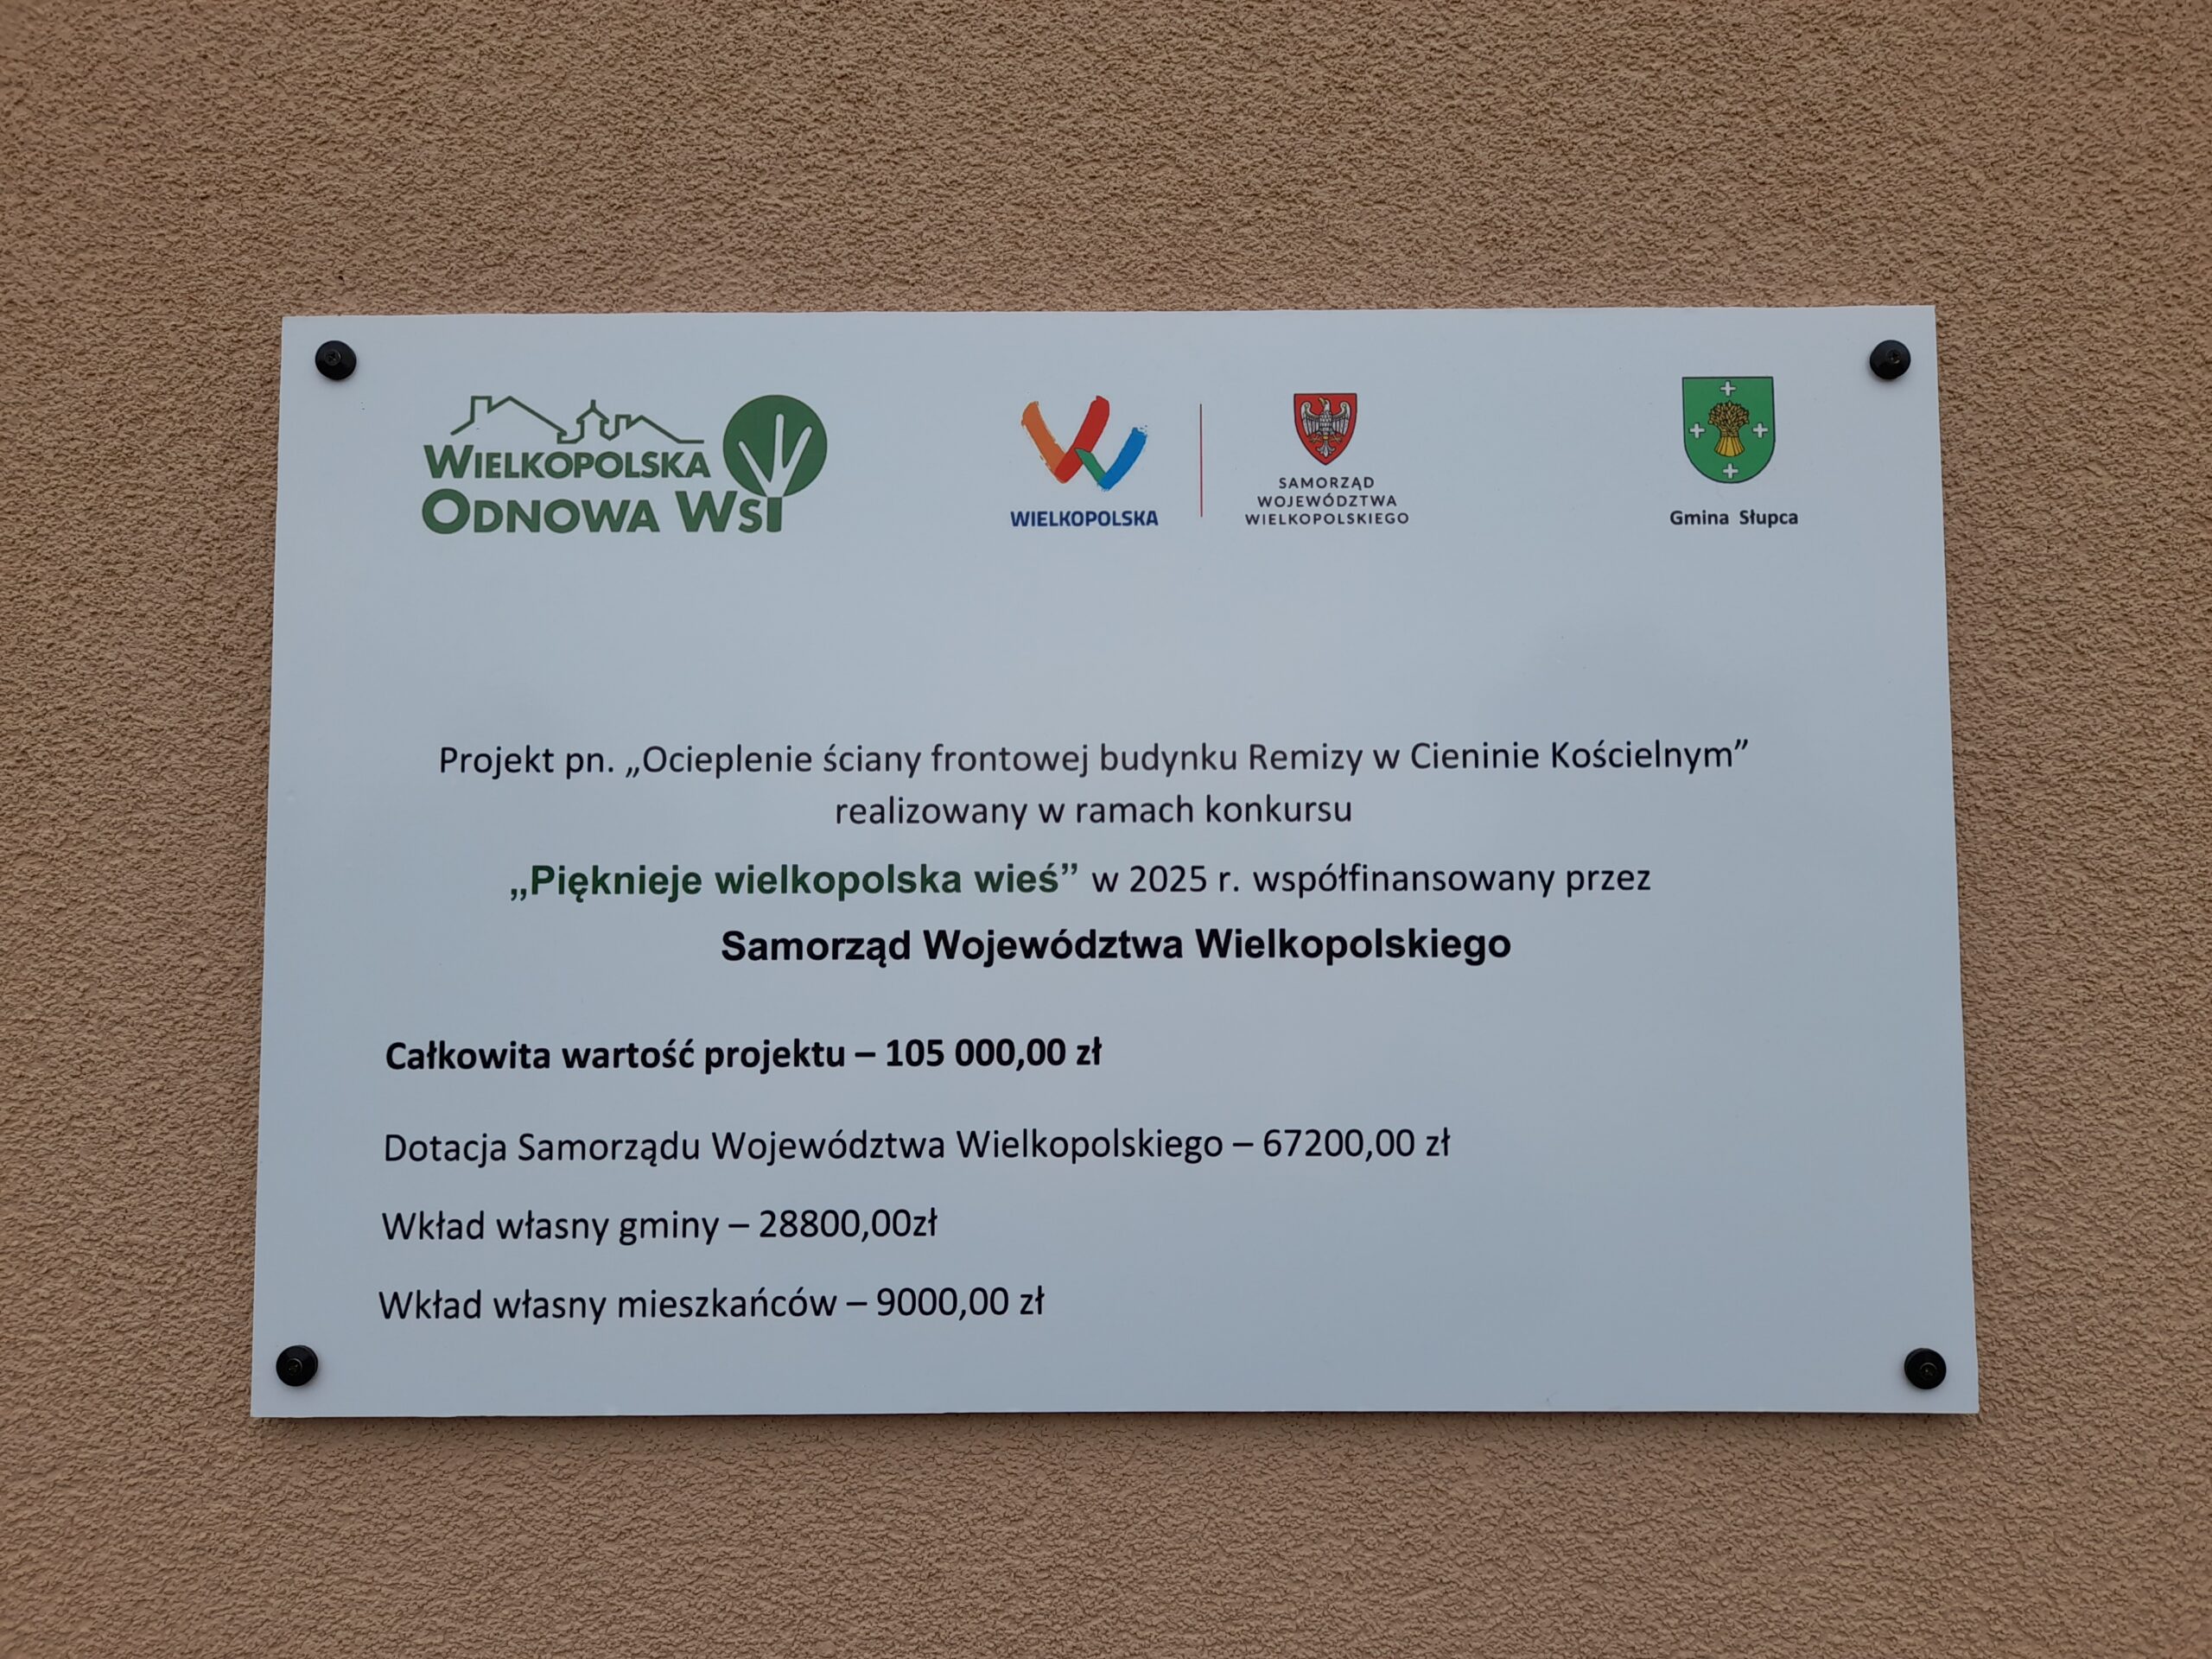 WIELKOPOLSKA
ODNOWA WSI
WIELKOPOLSKA
SAMORZĄD
WOJEWÓDZTWA
WIELKOPOLSKIEGO
Gmina Słupca
Projekt pn. „Ocieplenie ściany frontowej budynku Remizy w Cieninie Kościelnym”
realizowany w ramach konkursu
„Pięknieje wielkopolska wieś” w 2025 r. współfinansowany przez
Samorząd Województwa Wielkopolskiego
Całkowita wartość projektu – 105 000,00 zł
Dotacja Samorządu Województwa Wielkopolskiego – 67200,00 zł
Wkład własny gminy – 28800,00zł
Wkład własny mieszkańców – 9000,00 zł